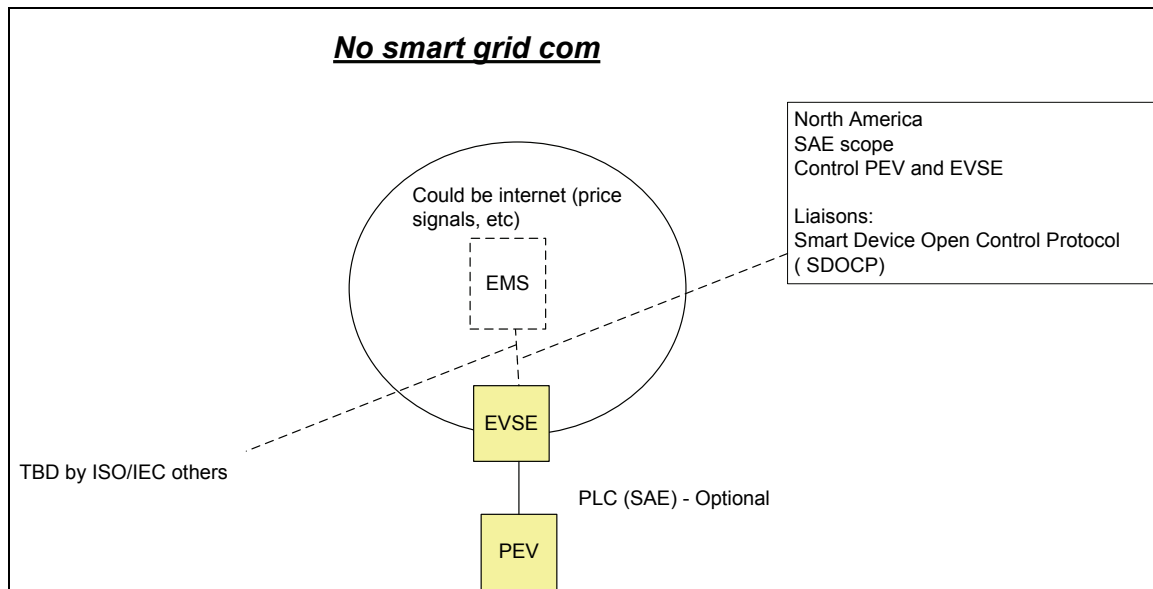 No smart grid com
North America
SAE scope
Control PEV and EVSE
Liaisons:
Smart Device Open Control Protocol
( SDOCP)
Could be internet (price
signals, etc)
EMS
EVSE
TBD by ISO/IEC others
PLC (SAE) - Optional
PEV